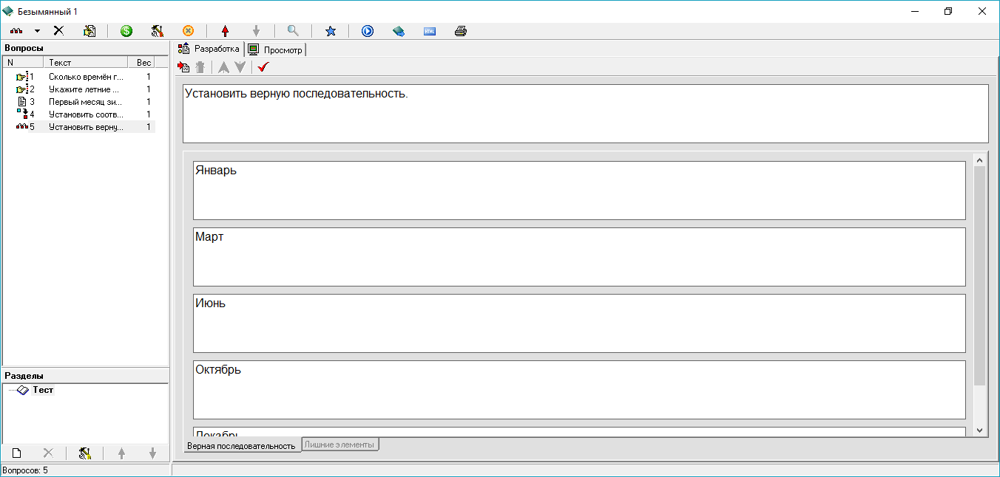 Безымянный 1
Вопросы
N Текст Вес
1 Сколько времён г... 1
2 Укажите летние ... 1
3 Первый месяц зи... 1
4 Установить соотв... 1
5 Установить верну... 1
Разделы
Тест
Вопросов: 5
Разработка Просмотр
Установить верную последовательность.
Январь
Март
Июнь
Октябрь
Декабрь
Верная последовательность Лишние элементы
HTML